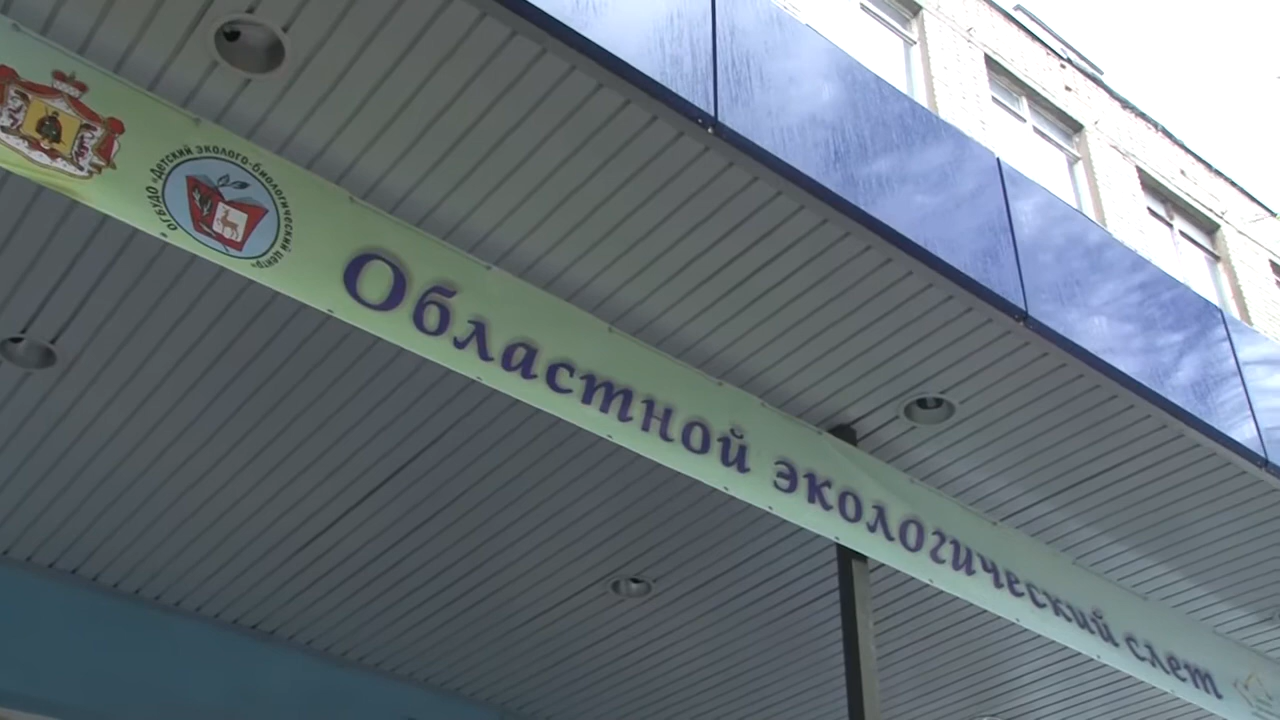 « ОГБУДО «Детский эколого-биологический центр»
Областной экологический слет